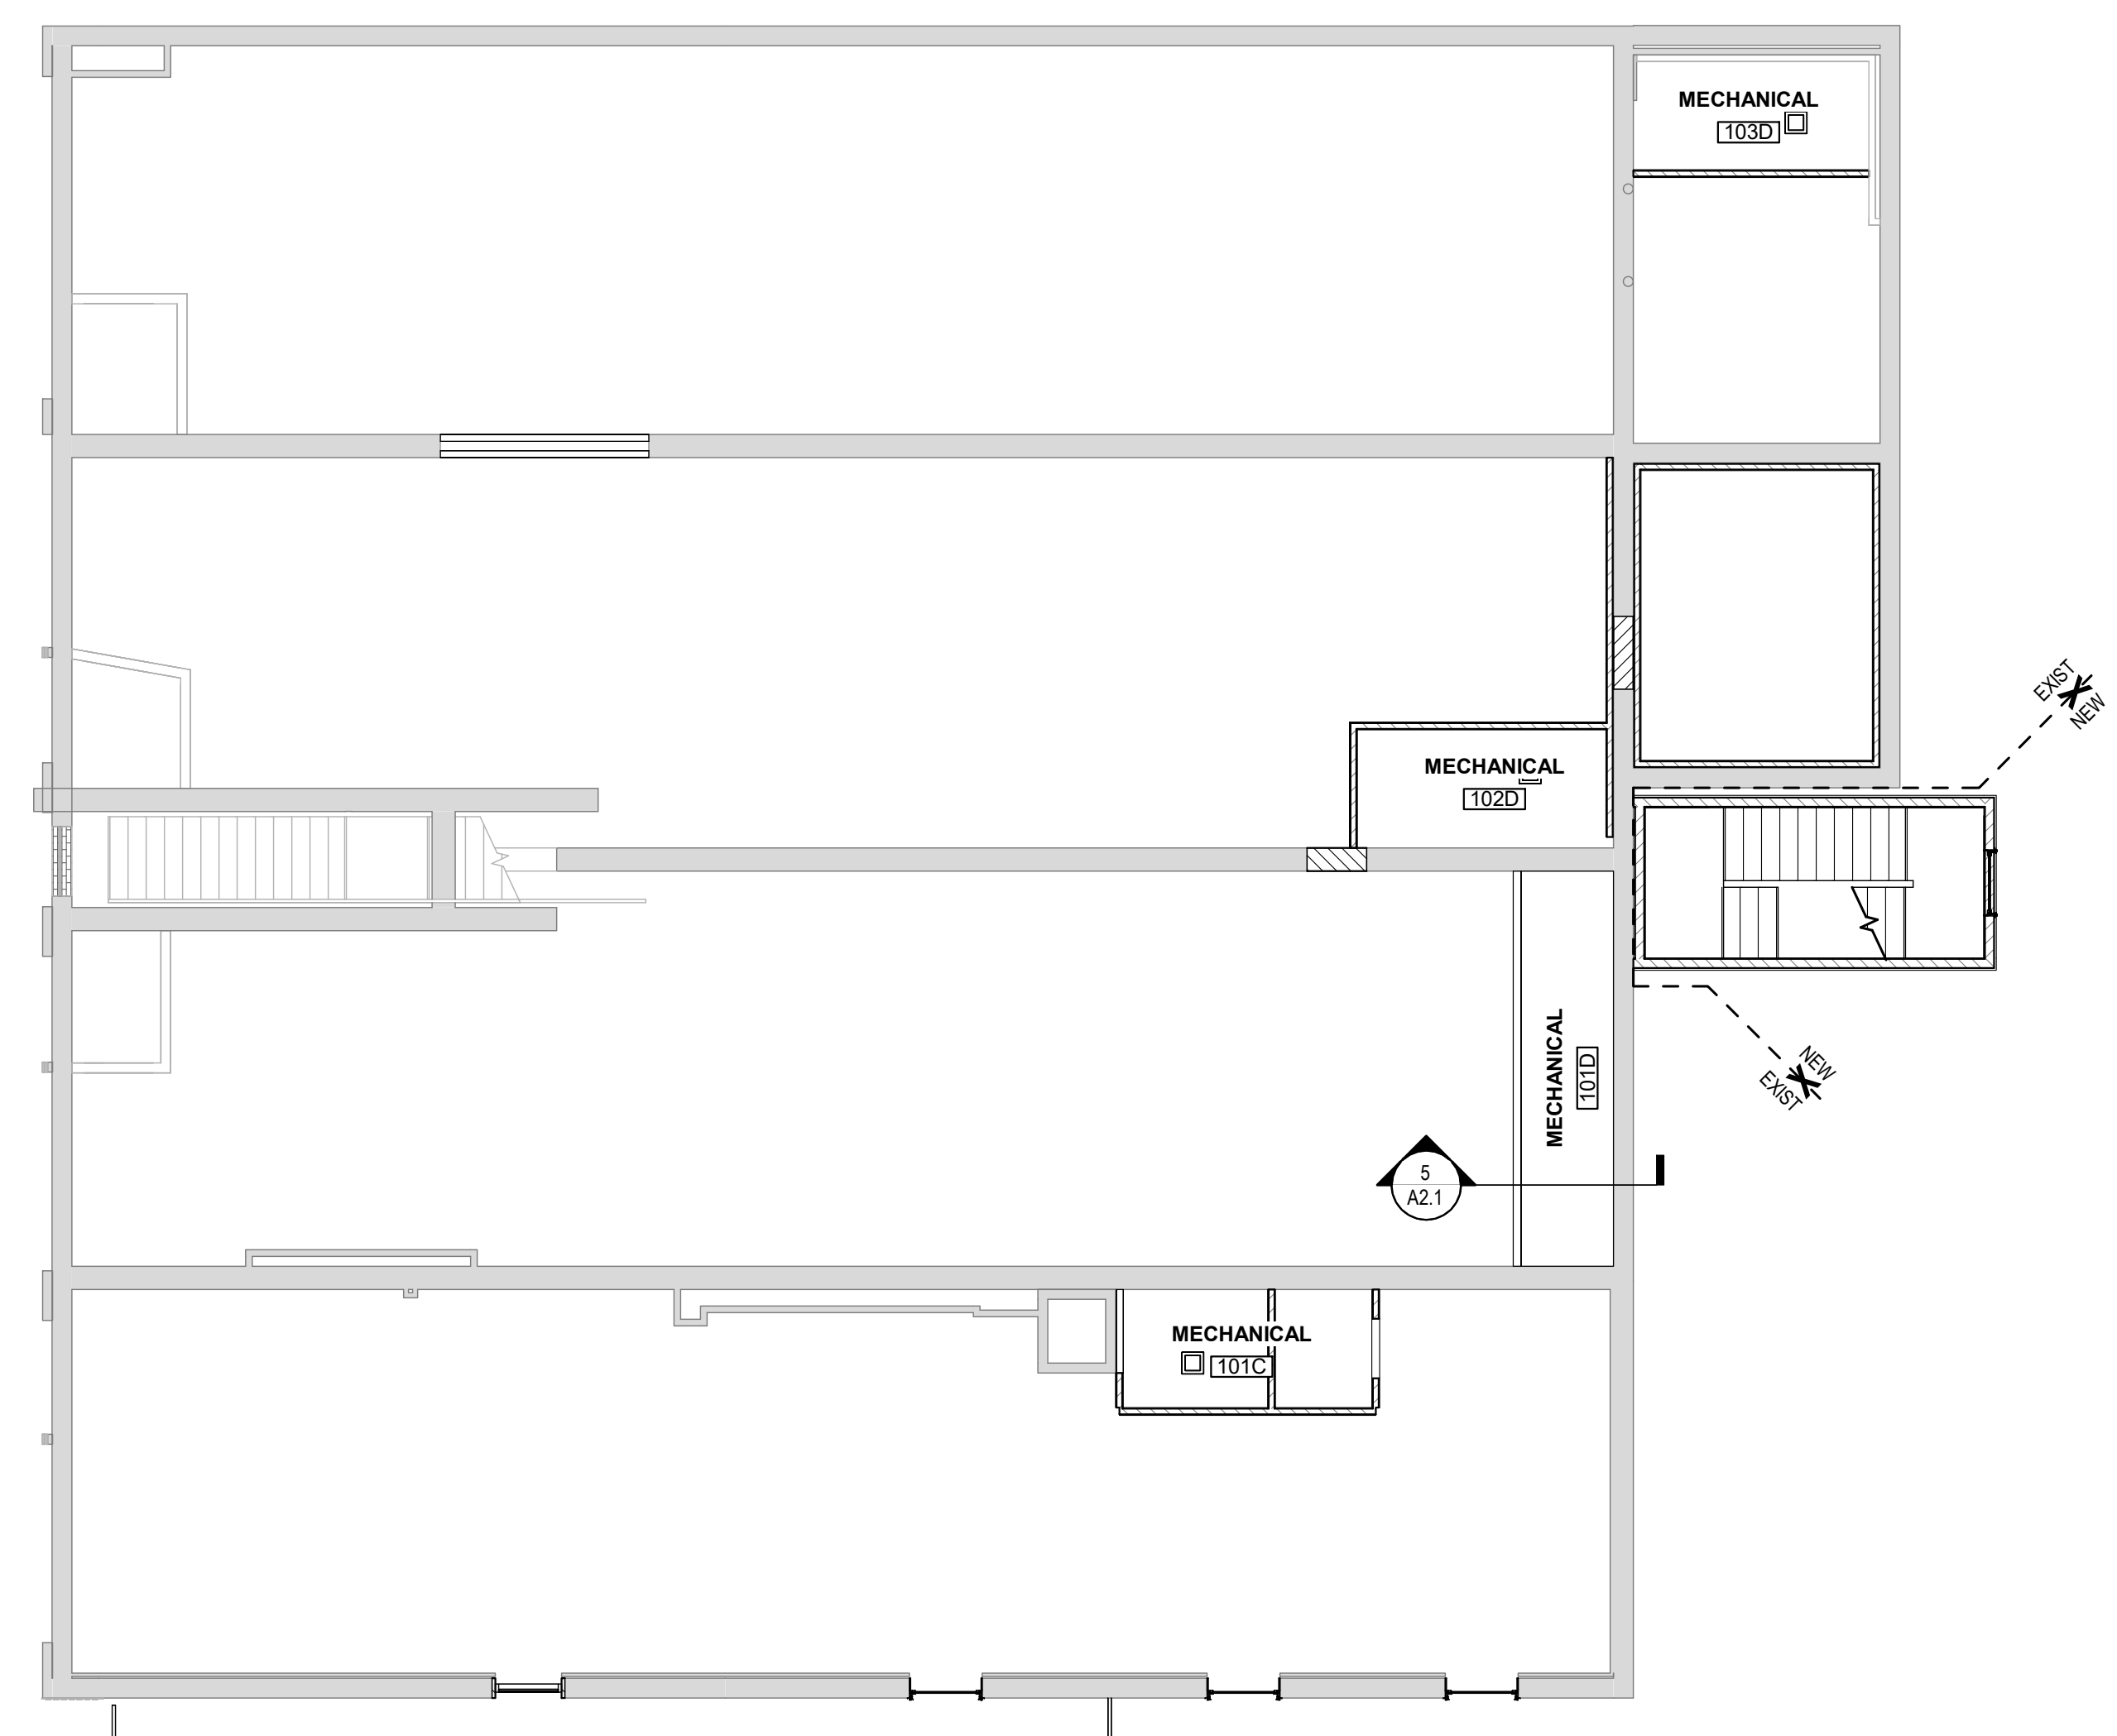 MECHANICAL
103D
EXIST
NEW
MECHANICAL
102D
MECHANICAL
101D
NEW
EXIST
5
A2.1
MECHANICAL
101C